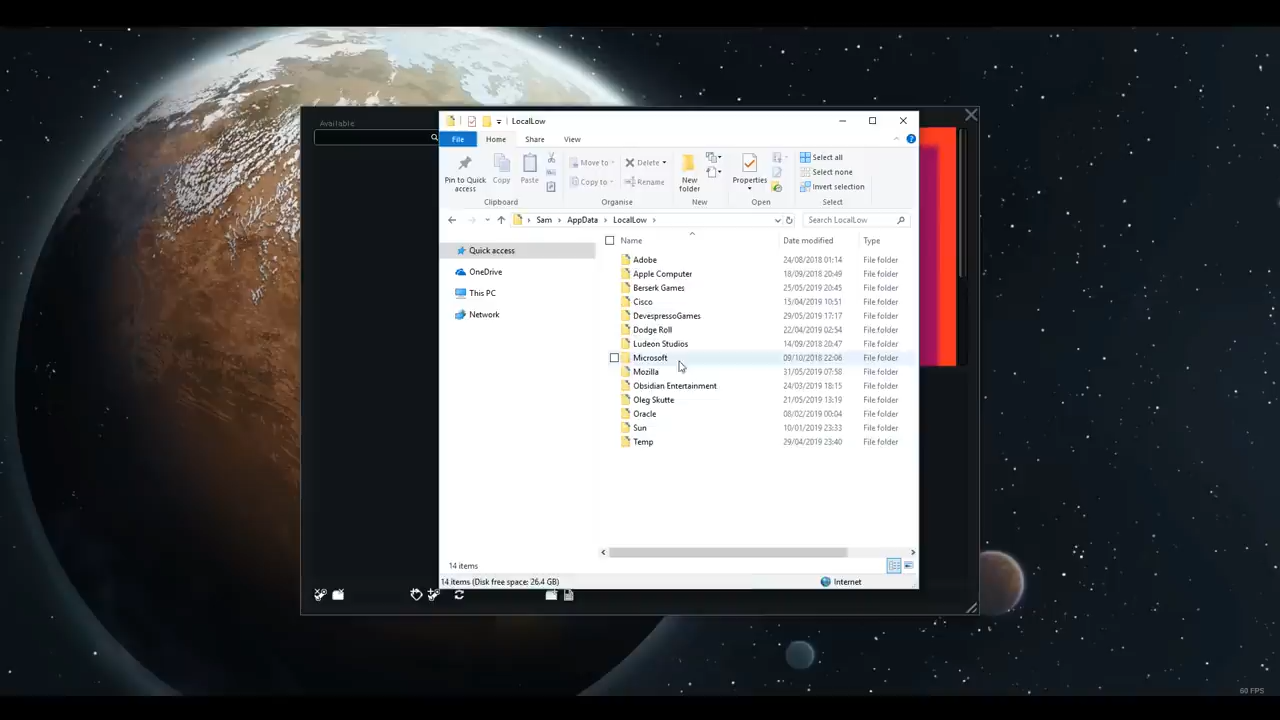 Available
LocalLow
File Home Share View
Pin to Quick access
Copy
Paste
Clipboard
Move to
Copy to
Delete
Rename
Organise
New folder
New
Properties
Open
Select all
Select none
Invert selection
Select
Sam AppData LocalLow
Search LocalLow
Quick access
OneDrive
This PC
Network
Name Date modified Type
Adobe 24/08/2018 01:14 File folder
Apple Computer 18/09/2018 20:49 File folder
Berserk Games 25/05/2019 20:45 File folder
Cisco 15/04/2019 10:51 File folder
DevespressoGames 29/05/2019 17:17 File folder
Dodge Roll 22/04/2019 02:54 File folder
Ludeon Studios 14/09/2018 20:47 File folder
Microsoft 09/10/2018 22:06 File folder
Mozilla 31/05/2019 07:58 File folder
Obsidian Entertainment 24/03/2019 18:15 File folder
Oleg Skutte 21/05/2019 13:19 File folder
Oracle 08/02/2019 00:04 File folder
Sun 10/01/2019 23:33 File folder
Temp 29/04/2019 23:40 File folder
14 items
14 items (Disk free space: 26.4 GB) Internet
60 FPS